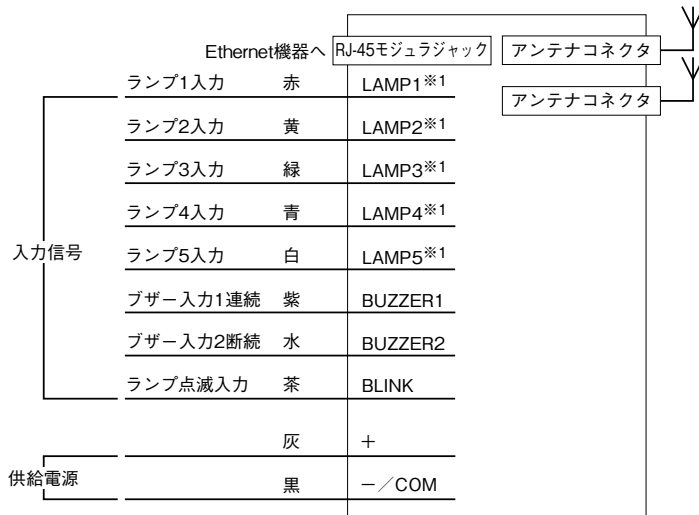 Ethernet機器へ RJ-45モジュラジャック アンテナコネクタ
ランプ1入力 赤 LAMP1※1 アンテナコネクタ
ランプ2入力 黄 LAMP2※1
ランプ3入力 緑 LAMP3※1
ランプ4入力 青 LAMP4※1
入力信号
ランプ5入力 白 LAMP5※1
ブザー入力1連続 紫 BUZZER1
ブザー入力2断続 水 BUZZER2
ランプ点滅入力 茶 BLINK
灰 +
供給電源
黒 −/COM